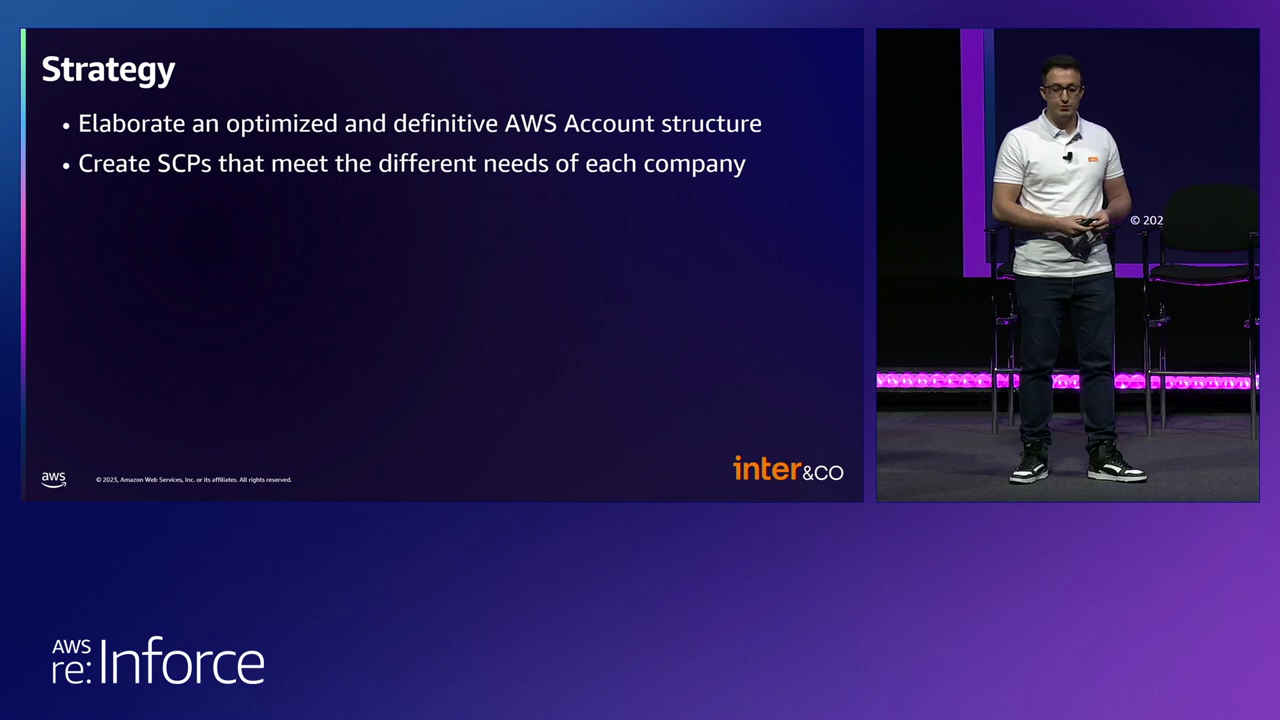 Strategy
• Elaborate an optimized and definitive AWS Account structure
• Create SCPs that meet the different needs of each company
aws
© 2023, Amazon Web Services, Inc. or its affiliates. All rights reserved.
inter&CO
© 202
AWS
re:Inforce